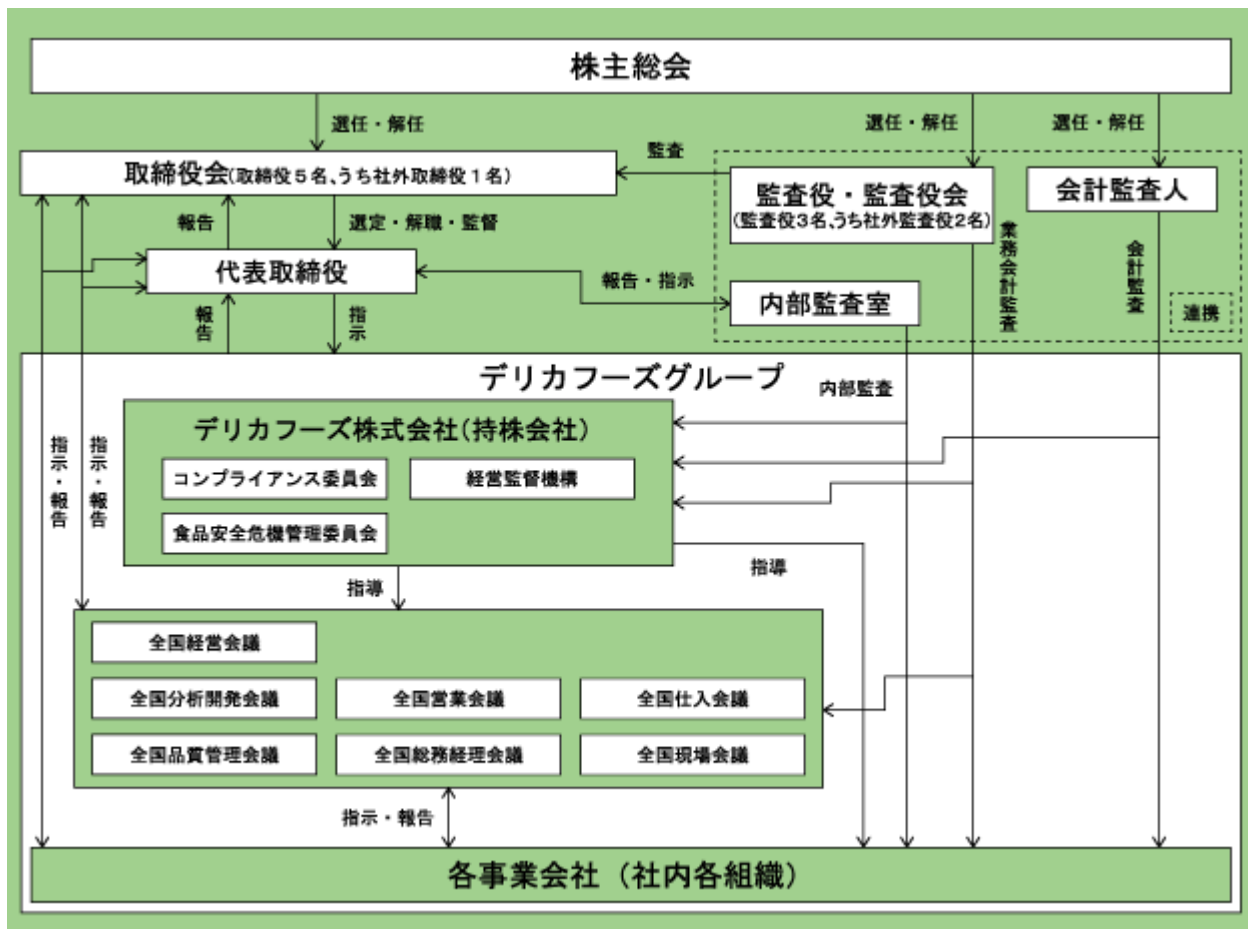 株主総会
選任・解任
選任・解任
選任・解任
取締役会(取締役５名、うち社外取締役１名)
監査
監査役・監査役会
(監査役3名、うち社外監査役2名)
会計監査人
報告
選定・解職・監督
代表取締役
報告・指示
内部監査室
業務会計監査
会計監査
連携
報告
指示
デリカフーズグループ
内部監査
デリカフーズ株式会社(持株会社)
コンプライアンス委員会
経営監督機構
食品安全危機管理委員会
指示・報告
指示・報告
指導
指導
全国経営会議
全国分析開発会議
全国営業会議
全国仕入会議
全国品質管理会議
全国総務経理会議
全国現場会議
指示・報告
各事業会社（社内各組織）